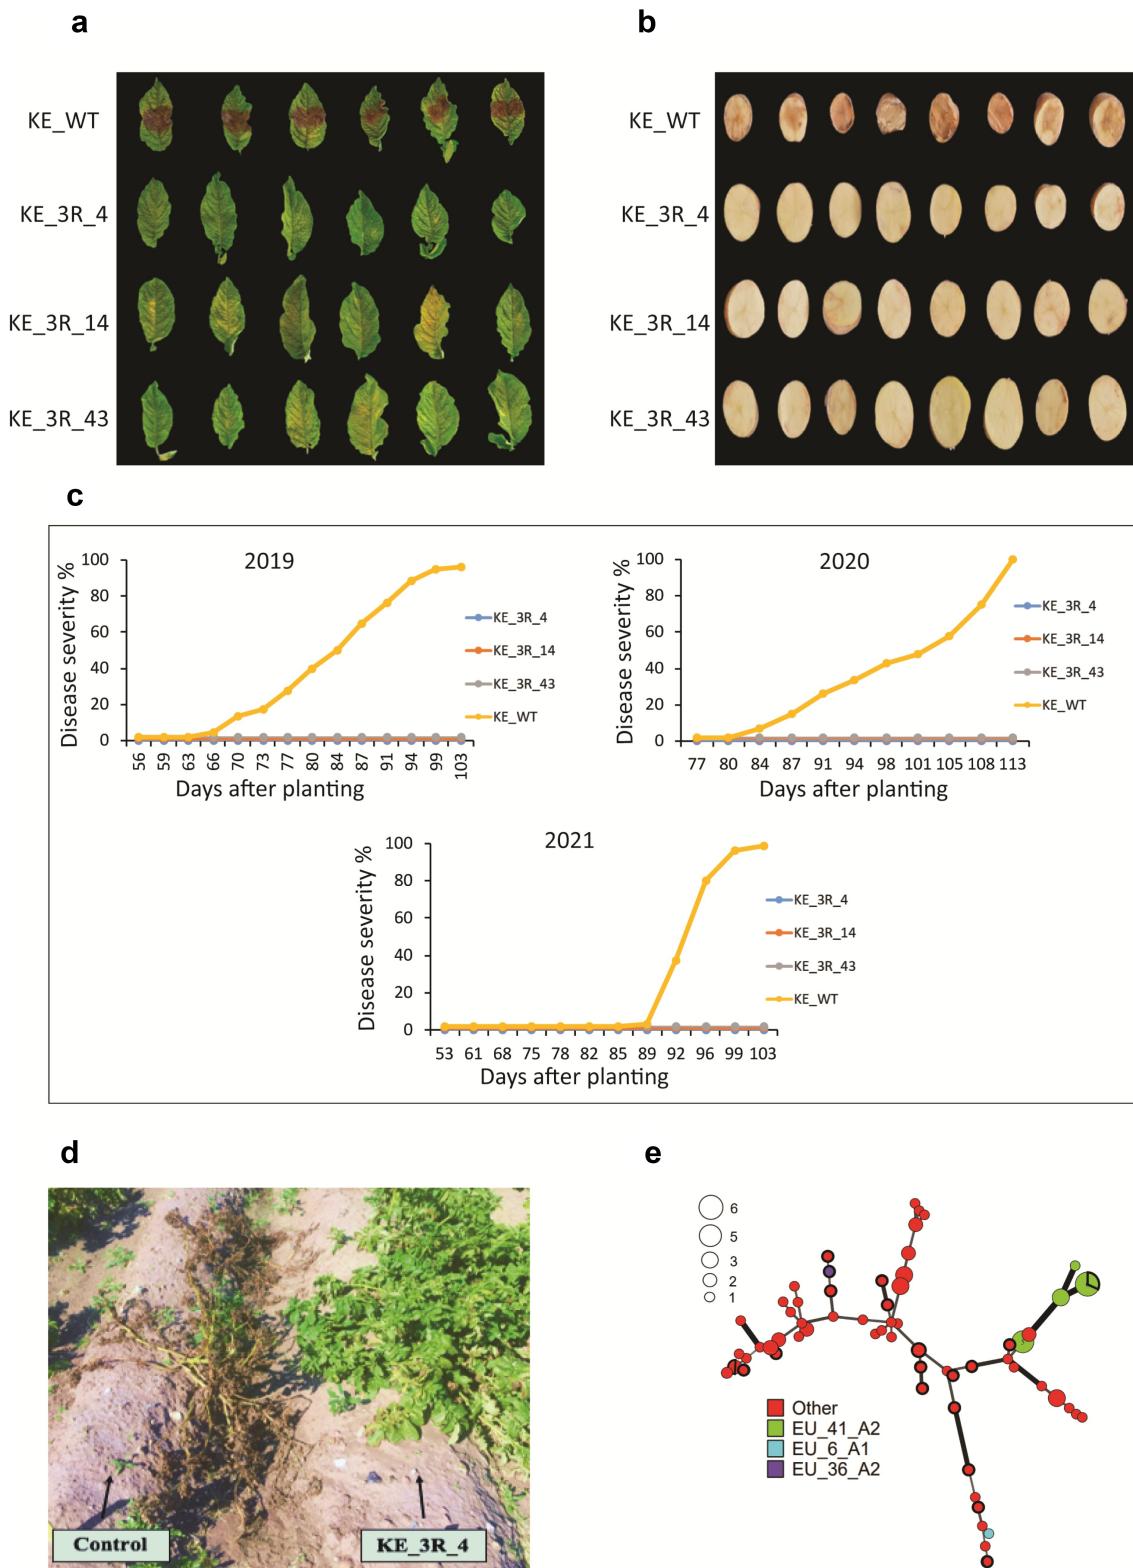 a
KE_WT
KE_3R_4
KE_3R_14
KE_3R_43
b
KE_WT
KE_3R_4
KE_3R_14
KE_3R_43
c
2019
Disease severity %
100
80
60
40
20
0
56 59 63 66 70 73 77 80 84 87 91 94 99 103
Days after planting
KE_3R_4
KE_3R_14
KE_3R_43
KE_WT
2020
Disease severity %
100
80
60
40
20
0
77 80 84 87 91 94 98 101 105 108 113
Days after planting
KE_3R_4
KE_3R_14
KE_3R_43
KE_WT
2021
Disease severity %
100
80
60
40
20
0
53 61 68 75 78 82 85 89 92 96 99 103
Days after planting
KE_3R_4
KE_3R_14
KE_3R_43
KE_WT
d
Control
KE_3R_4
e
6
5
3
2
1
Other
EU_41_A2
EU_6_A1
EU_36_A2